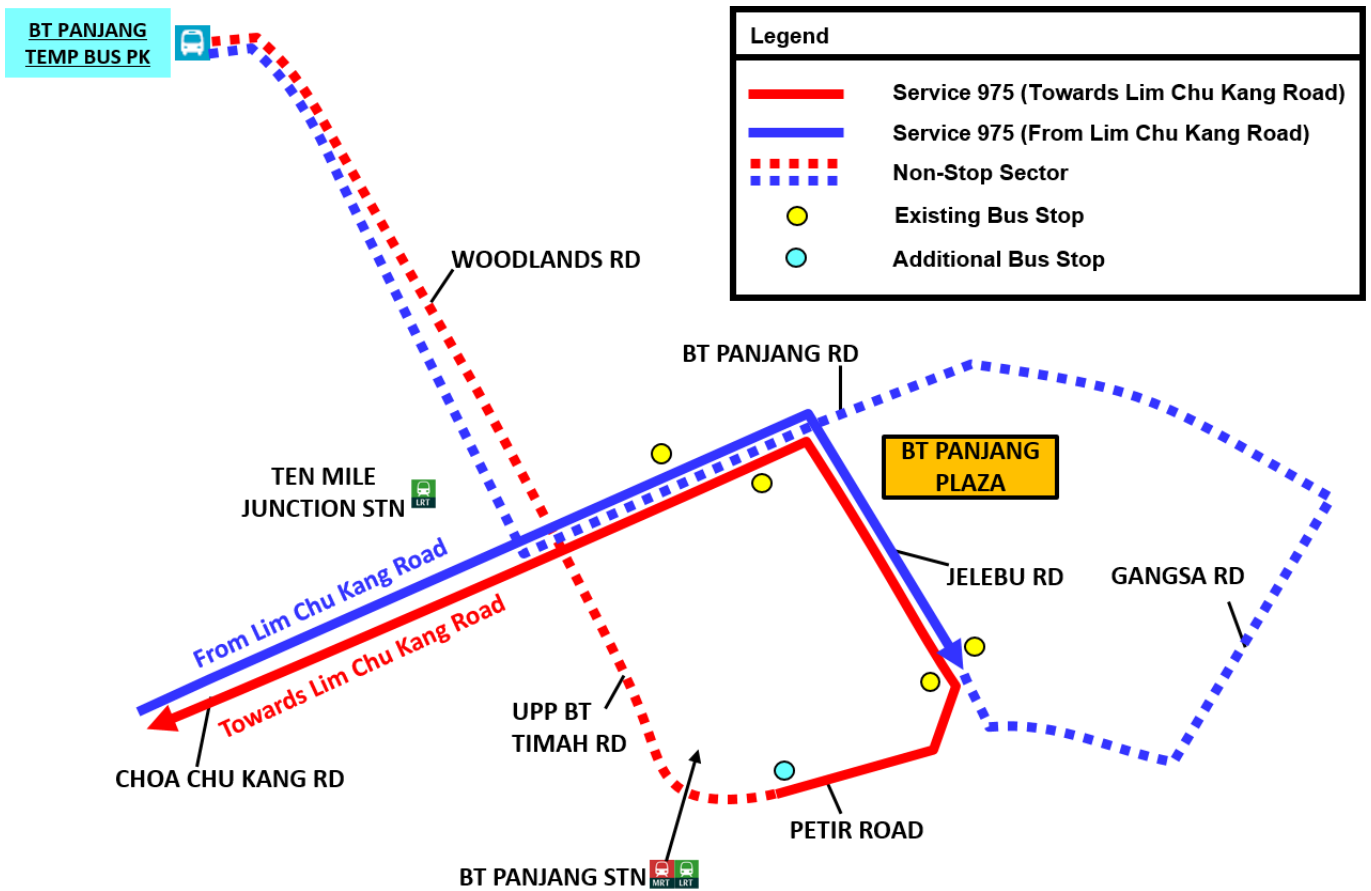 BT PANJANG
TEMP BUS PK
Legend
Service 975 (Towards Lim Chu Kang Road)
Service 975 (From Lim Chu Kang Road)
Non-Stop Sector
Existing Bus Stop
Additional Bus Stop
WOODLANDS RD
BT PANJANG RD
BT PANJANG
PLAZA
TEN MILE
JUNCTION STN
LRT
From Lim Chu Kang Road
Towards Lim Chu Kang Road
JELEBU RD
GANGSA RD
UPP BT
TIMAH RD
CHOA CHU KANG RD
PETIR ROAD
BT PANJANG STN
MRT LRT